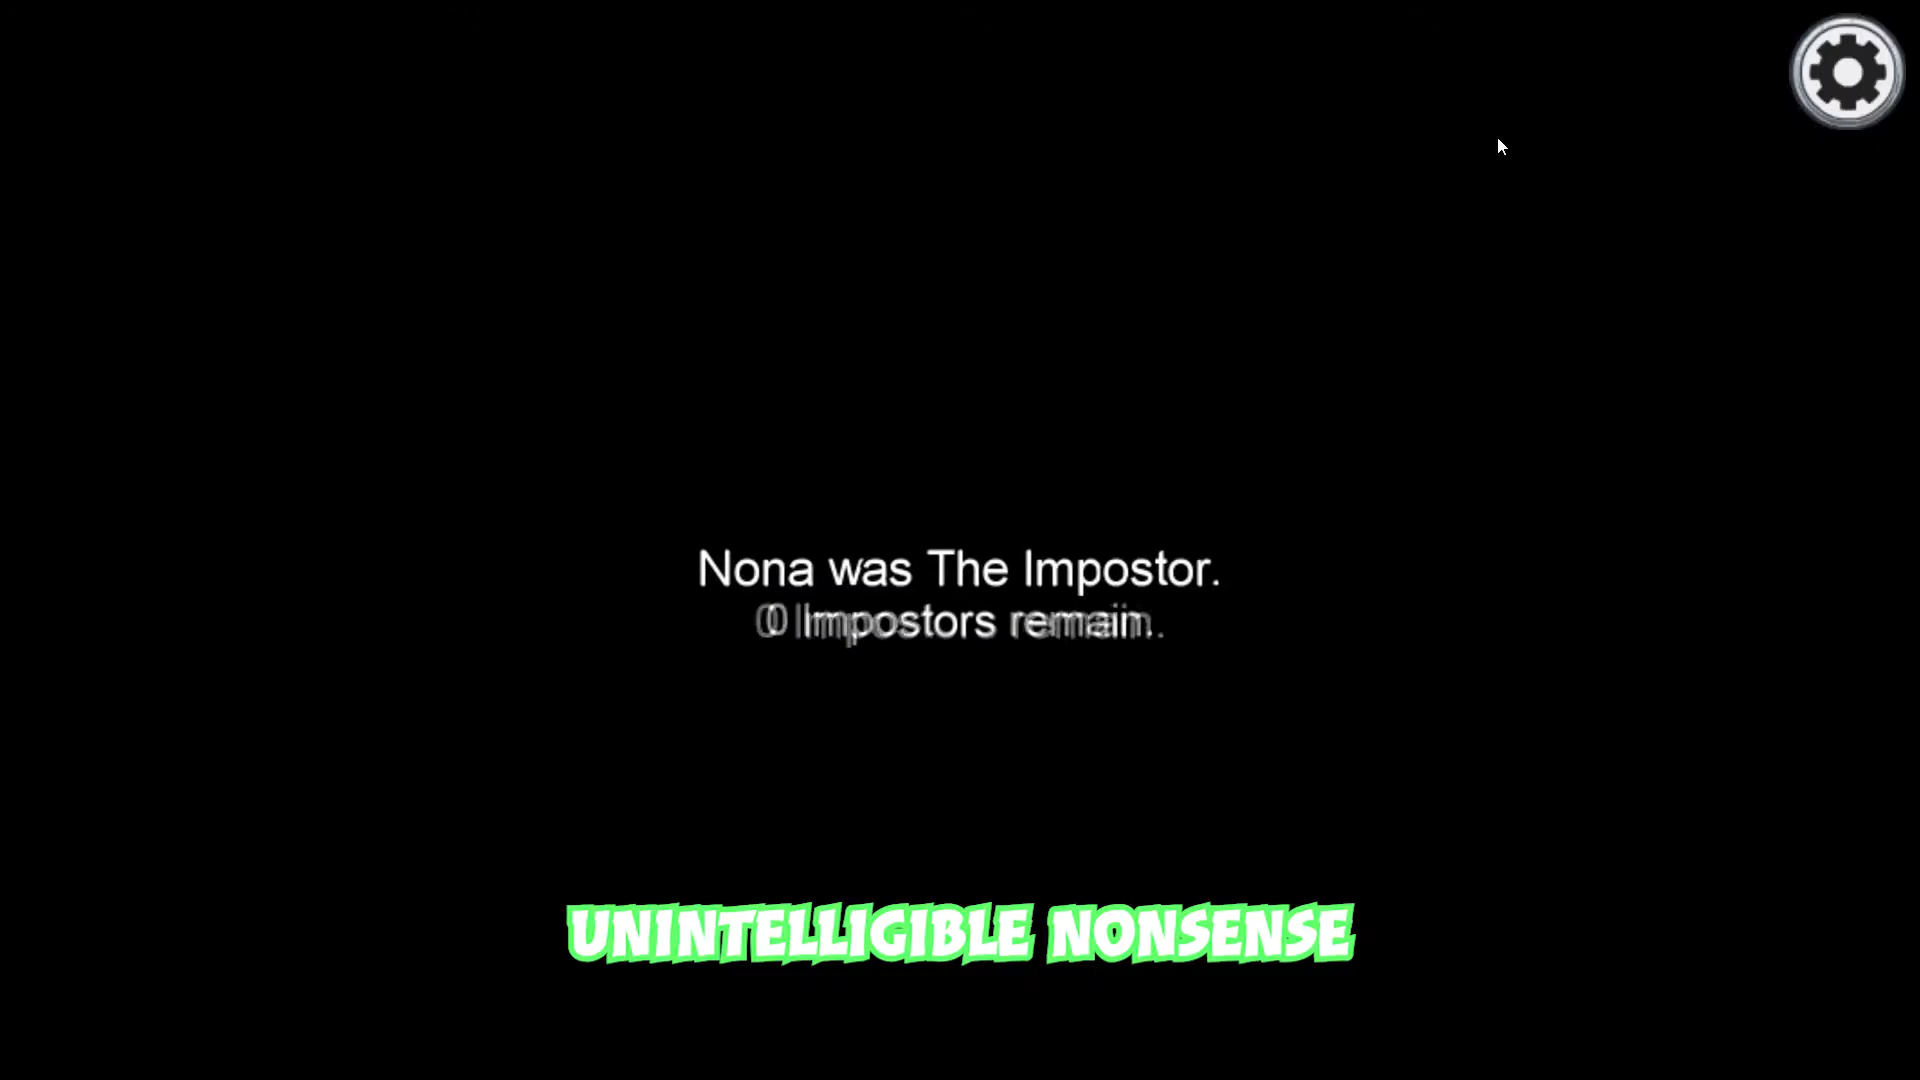 Nona was The Impostor.
0 Impostors remain.
UNINTELLIGIBLE NONSENSE